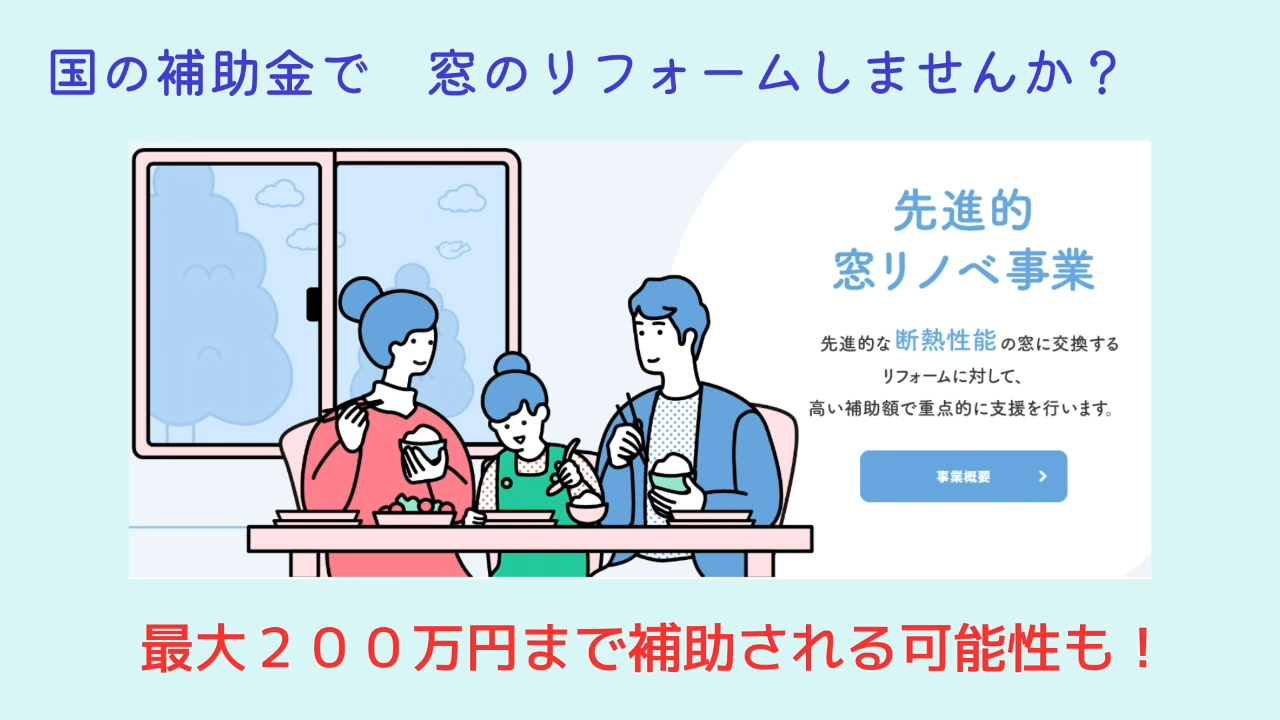 国の補助金で　窓のリフォームしませんか？
先進的
窓リノベ事業
先進的な断熱性能の窓に交換する
リフォームに対して、
高い補助額で重点的に支援を行います。
事業概要
最大２００万円まで補助される可能性も！